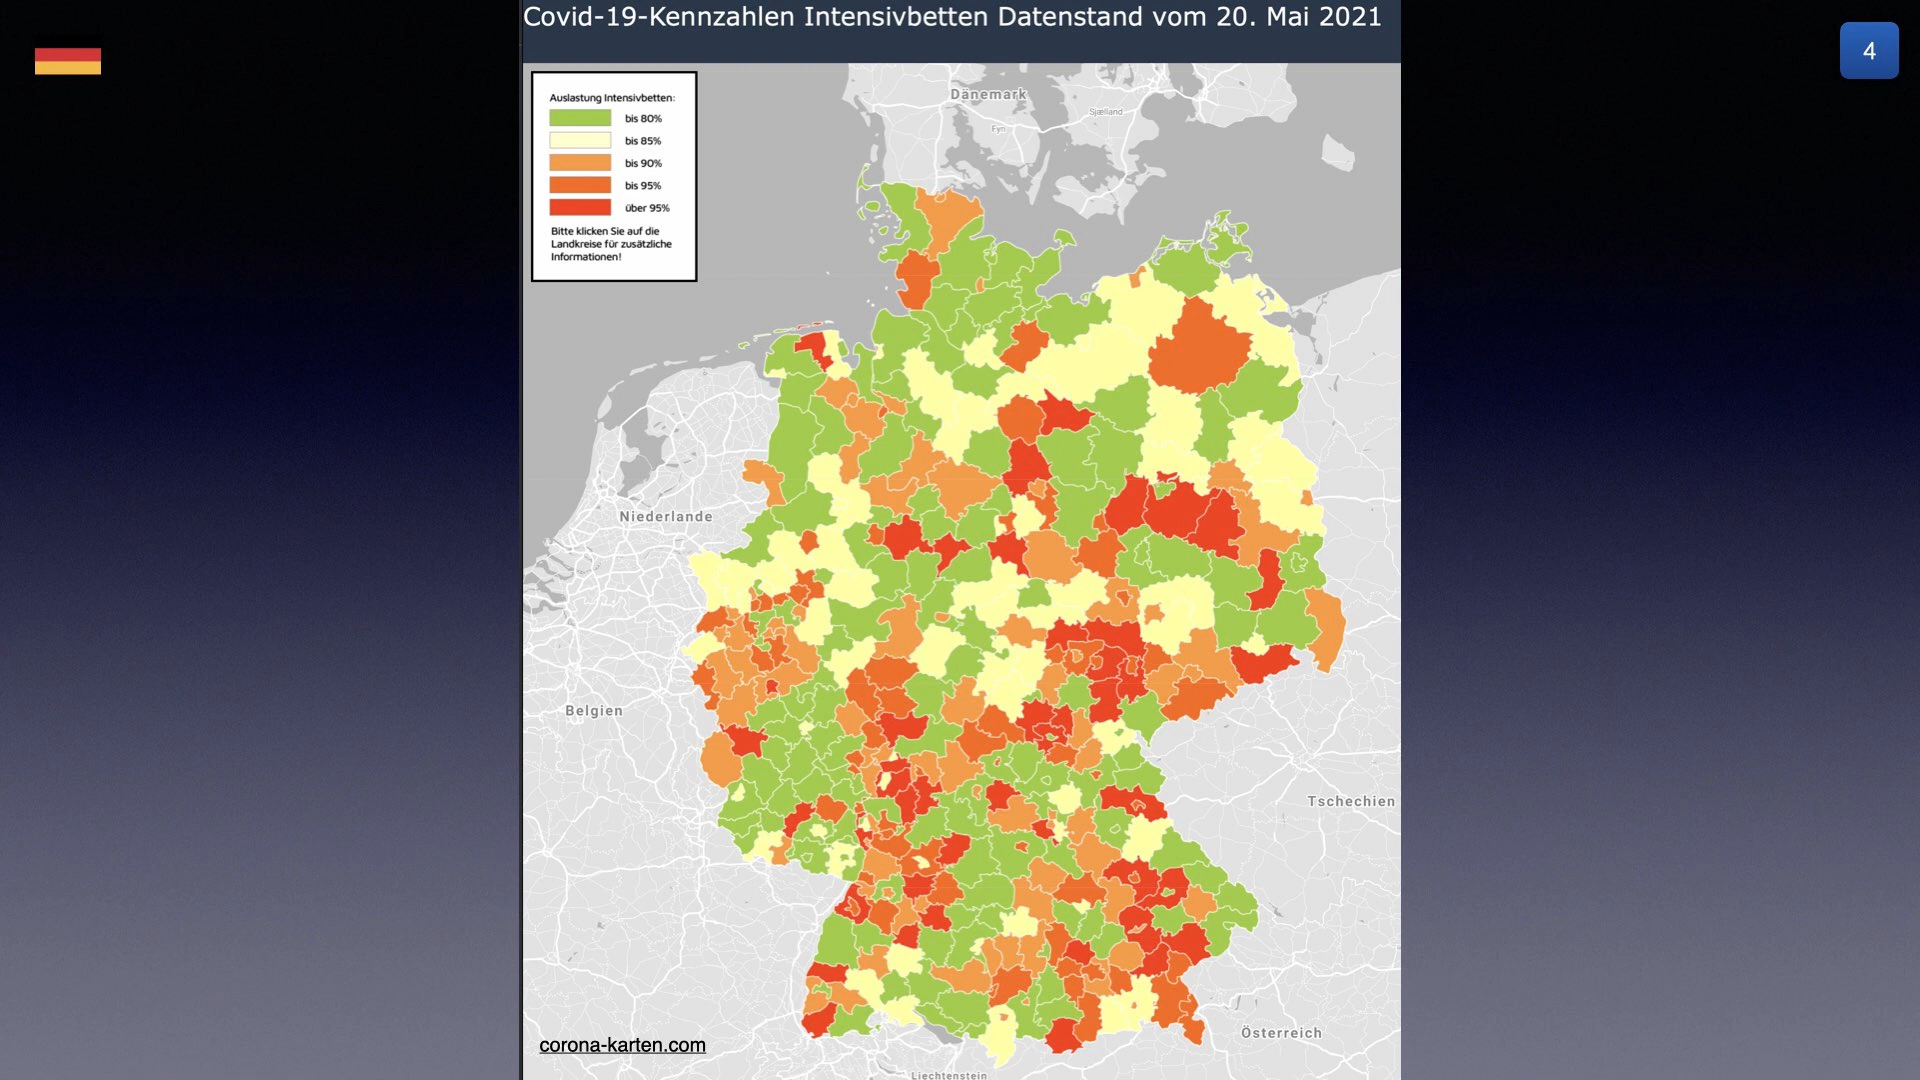 Covid-19-Kennzahlen Intensivbetten Datenstand vom 20. Mai 2021
4
Auslastung Intensivbetten:
bis 80%
bis 85%
bis 90%
bis 95%
über 95%
Bitte klicken Sie auf die
Landkreise für zusätzliche
Informationen!
Dänemark
Sjælland
Fyn
Niederlande
Belgien
Tschechien
Österreich
corona-karten.com
Liechtenstein